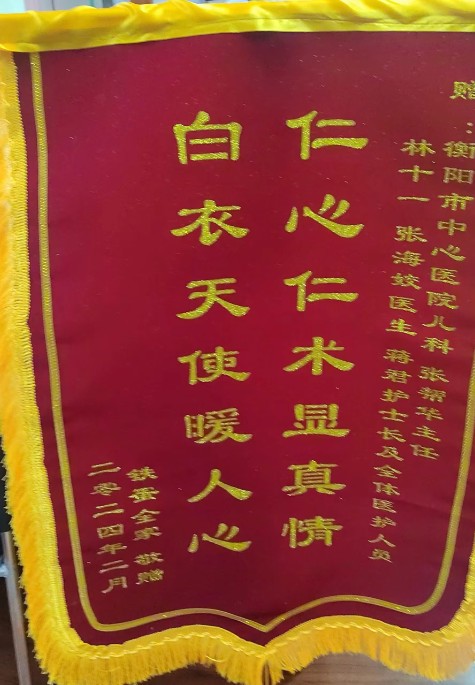 赠：
衡阳市中心医院儿科 张帮华主任
林十一 张海姣医生 蒋君护士长及全体医护人员
仁心仁术显真情
白衣天使暖人心
铁蛋全家 敬赠
二零二四年二月